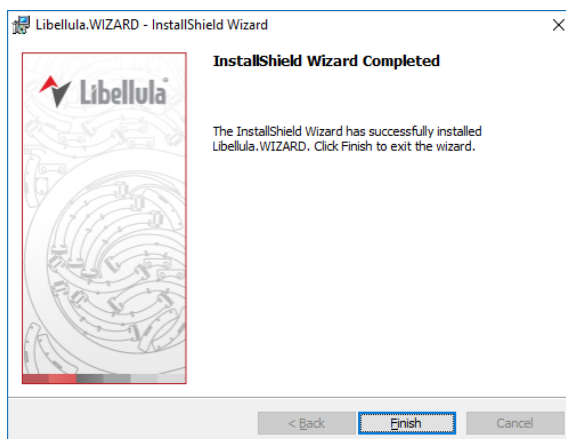 Libellula.WIZARD - InstallShield Wizard
Libellula
InstallShield Wizard Completed
The InstallShield Wizard has successfully installed
Libellula.WIZARD. Click Finish to exit the wizard.
< Back Finish Cancel